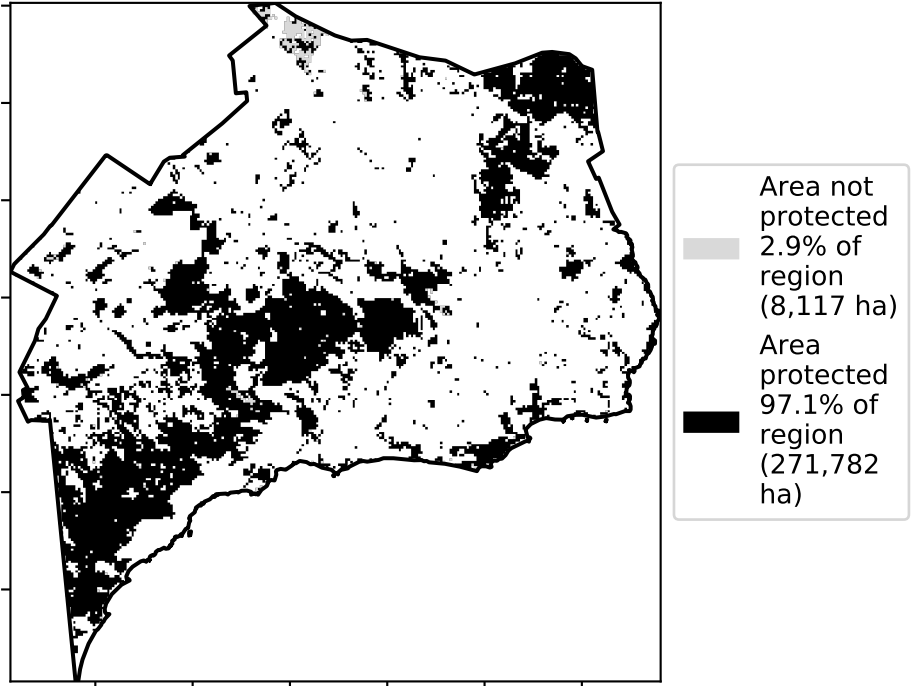 Area not
protected
2.9% of
region
(8,117 ha)
Area
protected
97.1% of
region
(271,782
ha)